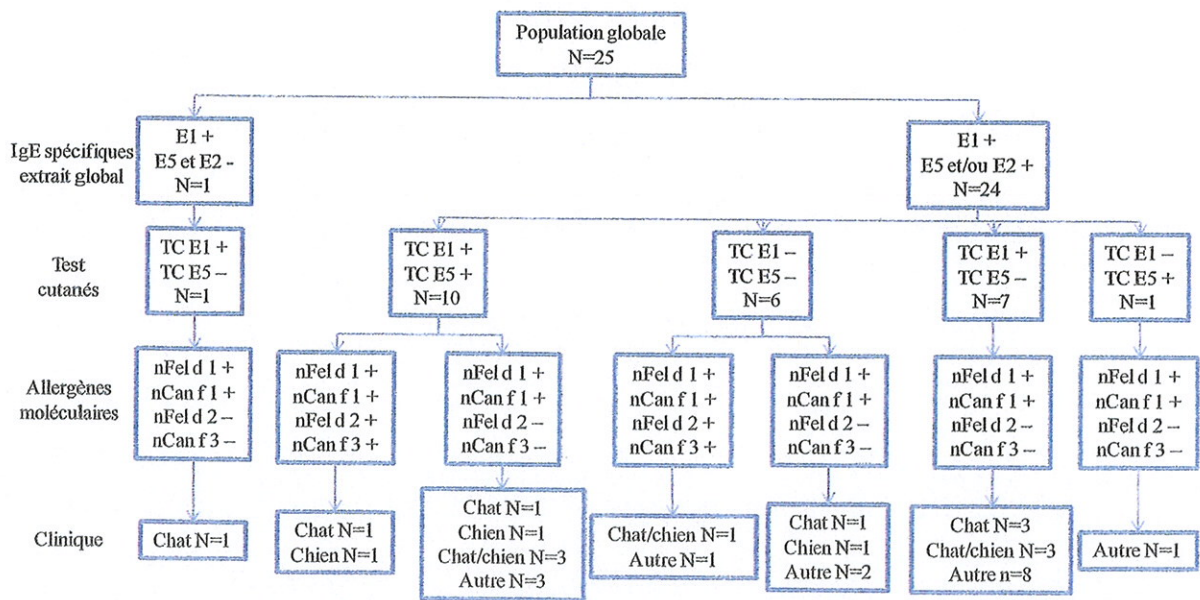 Population globale
N=25
IgE spécifiques
extrait global
E1 +
E5 et E2 -
N=1
E1 +
E5 et/ou E2 +
N=24
Test
cutanés
TC E1 +
TC E5 –
N=1
TC E1 +
TC E5 +
N=10
TC E1 –
TC E5 –
N=6
TC E1 +
TC E5 –
N=7
TC E1 –
TC E5 +
N=1
Allergènes
moléculaires
nFel d 1 +
nCan f 1 +
nFel d 2 –
nCan f 3 –
nFel d 1 +
nCan f 1 +
nFel d 2 +
nCan f 3 +
nFel d 1 +
nCan f 1 +
nFel d 2 –
nCan f 3 –
nFel d 1 +
nCan f 1 +
nFel d 2 +
nCan f 3 +
nFel d 1 +
nCan f 1 +
nFel d 2 –
nCan f 3 –
nFel d 1 +
nCan f 1 +
nFel d 2 –
nCan f 3 –
nFel d 1 +
nCan f 1 +
nFel d 2 –
nCan f 3 –
Clinique
Chat N=1
Chat N=1
Chien N=1
Chat N=1
Chien N=1
Chat/chien N=3
Autre N=3
Chat/chien N=1
Autre N=1
Chat N=1
Chien N=1
Autre N=2
Chat N=3
Chat/chien N=3
Autre n=8
Autre N=1